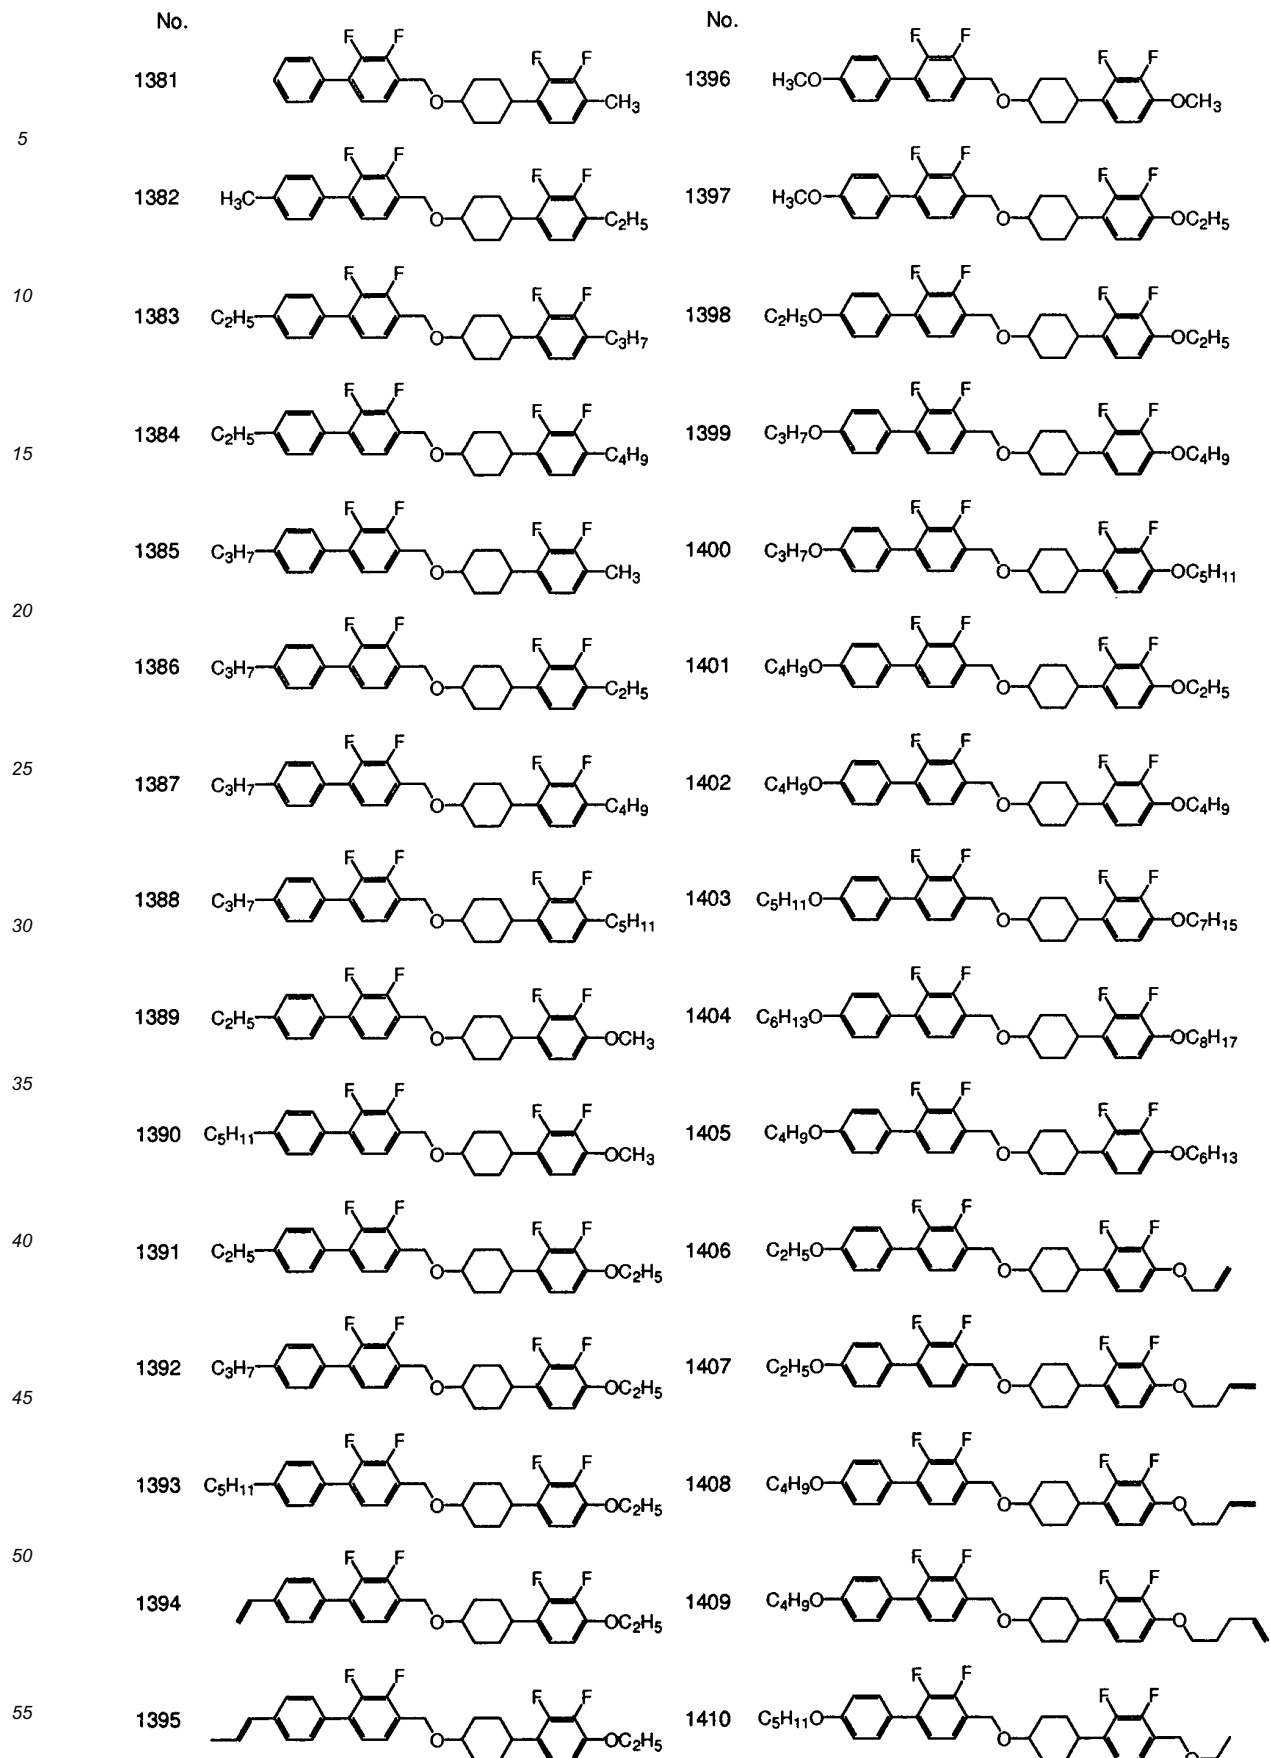 No. No.
F F F F
F F F F
1381 1396 H3CO
O CH3 O OCH3
5
F F F F
F F F F
1382 H3C 1397 H3CO
O C2H5 O OC2H5
F F F F
10 F F F F
1383 C2H5 1398 C2H5O
O C3H7 O OC2H5
F F F F
F F F F
1384 C2H5 1399 C3H7O
15 O C4H9 O OC4H9
F F F F
F F F F
1385 C3H7 1400 C3H7O
O CH3 O OC5H11
20
F F F F
F F F F
1386 C3H7 1401 C4H9O
O C2H5 O OC2H5
F F F F
25 F F F F
1387 C3H7 1402 C4H9O
O C4H9 O OC4H9
F F F F
F F F F
1388 C3H7 1403 C5H11O
30 O C5H11 O OC7H15
F F F F
F F F F
1389 C2H5 1404 C6H13O
O OCH3 O OC8H17
35
F F F F
F F F F
1390 C5H11 1405 C4H9O
O OCH3 O OC6H13
F F F F
40 F F F F
1391 C2H5 1406 C2H5O
O OC2H5 O O
F F F F
F F F F
1392 C3H7 1407 C2H5O
45 O OC2H5 O O
F F F F
F F F F
1393 C5H11 1408 C4H9O
O OC2H5 O O
50
F F F F
F F F F
1394 1409 C4H9O
O OC2H5 O O
F F F F
F F F F
55 1395 1410 C5H11O
O OC2H5 O O